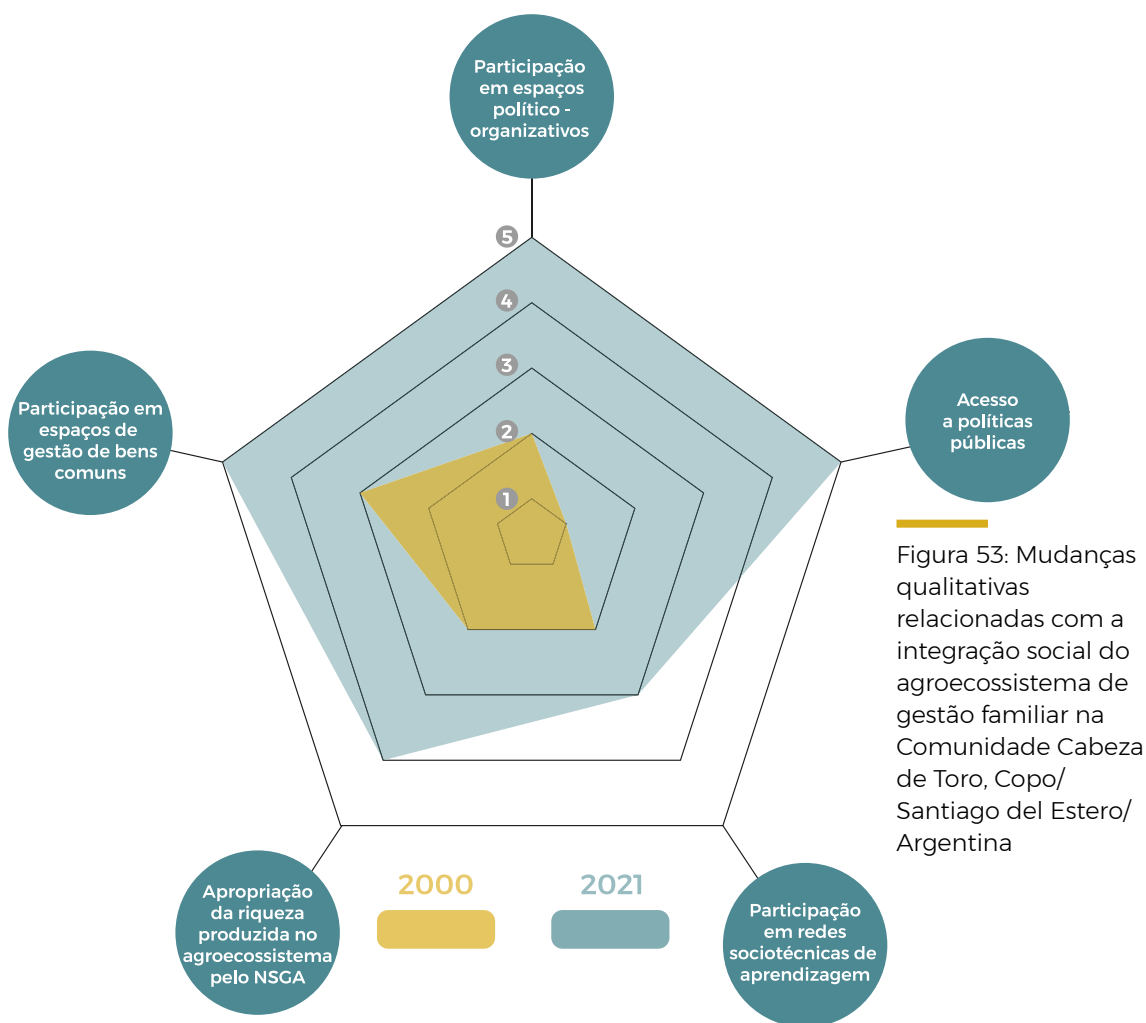 Participação
em espaços
político -
organizativos
5
4
3
2
1
Participação em
espaços de
gestão de bens
comuns
Acesso
a políticas
públicas
Figura 53: Mudanças
qualitativas
relacionadas com a
integração social do
agroecossistema de
gestão familiar na
Comunidade Cabeza
de Toro, Copo/
Santiago del Estero/
Argentina
Apropriação
da riqueza
produzida no
agroecossistema
pelo NSGA
2000
2021
Participação
em redes
sociotécnicas de
aprendizagem